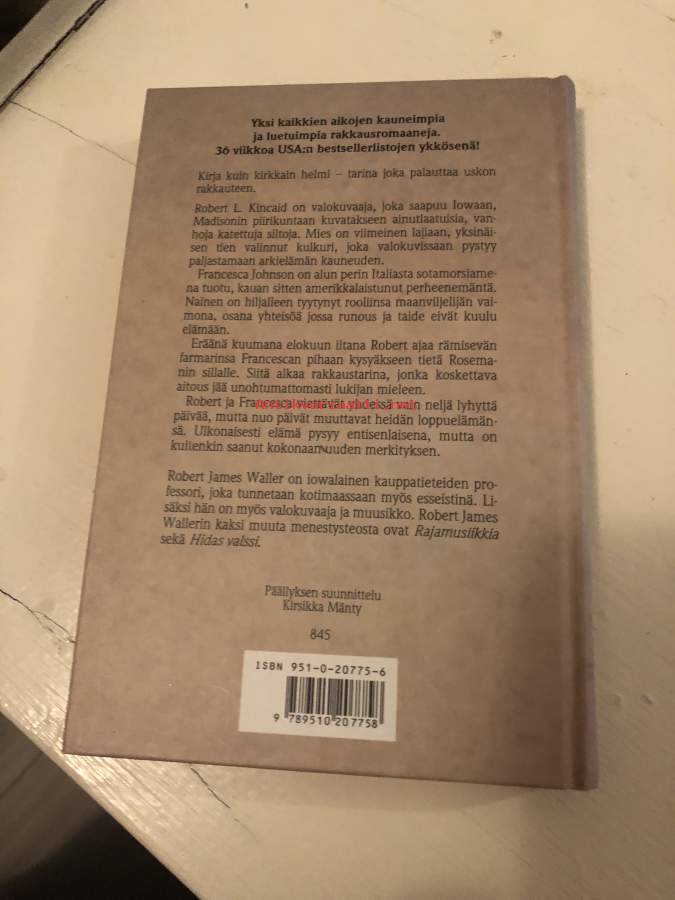 Yksi kaikkien aikojen kauneimpia
ja luetuimpia rakkausromaaneja.
36 viikkoa USA:n bestsellerlistojen ykkösenä!
Kirja kuin kirkkain helmi – tarina joka palauttaa uskon
rakkauteen.
Robert L. Kincaid on valokuvaaja, joka saapuu Iowaan,
Madisonin piirikuntaan kuvatakseen ainutlaatuisia, van-
hoja katettuja siltoja. Mies on viimeinen lajiaan, yksinäi-
sen tien valinnut kulkuri, joka valokuvissaan pystyy
paljastamaan arkielämän kauneuden.
Francesca Johnson on alun perin Italiasta sotamorsiame-
na tuotu, kauan sitten amerikkalaistunut perheenemäntä.
Nainen on hiljalleen tyytynyt rooliinsa maanviljelijän vai-
mona, osana yhteisöä jossa runous ja taide eivät kuulu
elämään.
Eräänä kuumana elokuun iltana Robert ajaa rämisevän
farmarinsa Francescan pihaan kysyäkseen tietä Rosema-
nin sillalle. Siitä alkaa rakkaustarina, jonka koskettava
aitous jää unohtumattomasti lukijan mieleen.
Robert ja Francesca viettävät yhdessä vain neljä lyhyttä
päivää, mutta nuo päivät muuttavat heidän loppuelämän-
sä. Ulkonaisesti elämä pysyy entisenlaisena, mutta on
kuitenkin saanut kokonaan uuden merkityksen.
Robert James Waller on iowalainen kauppatieteiden pro-
fessori, joka tunnetaan kotimaassaan myös esseistinä. Li-
säksi hän on myös valokuvaaja ja muusikko. Robert James
Wallerin kaksi muuta menestysteosta ovat Rajamusiikkia
sekä Hidas valssi.
Päällyksen suunnittelu
Kirsikka Mänty
845
ISBN 951-0-20775-6
9 789510 207758